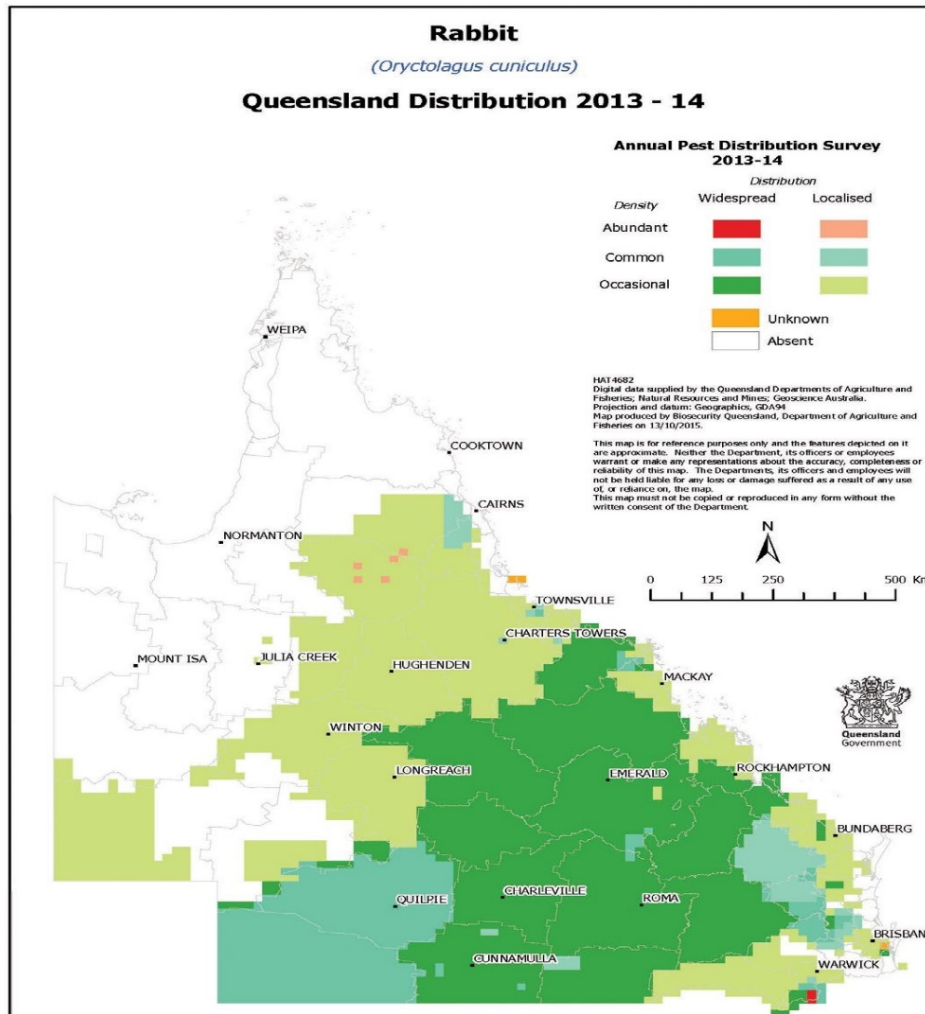 Rabbit
(Oryctolagus cuniculus)
Queensland Distribution 2013 - 14
Annual Pest Distribution Survey
2013-14
Distribution
Density
Widespread
Localised
Abundant
Common
Occasional
Unknown
Absent
HAT4682
Digital data supplied by the Queensland Departments of Agriculture and
Fisheries; Natural Resources and Mines; Geoscience Australia.
Projection and datum: Geographics, GDA94
Map produced by Biosecurity Queensland, Department of Agriculture and
Fisheries on 13/10/2015.
This map is for reference purposes only and the features depicted on it
are approximate. Neither the Department, its officers or employees
warrant or make any representations about the accuracy, completeness or
reliability of this map. The Departments, its officers and employees will
not be held liable for any loss or damage suffered as a result of any use
of, or reliance on, the map.
This map must not be copied or reproduced in any form without the
written consent of the Department.
N
0 125 250 500 Km
WEIPA
COOKTOWN
CAIRNS
NORMANTON
TOWNSVILLE
CHARTERS TOWERS
MOUNT ISA
JULIA CREEK
HUGHENDEN
MACKAY
Queensland
Government
WINTON
LONGREACH
EMERALD
ROCKHAMPTON
BUNDABERG
QUILPIE
CHARLEVILLE
ROMA
BRISBAN
CUNNAMULLA
WARWICK